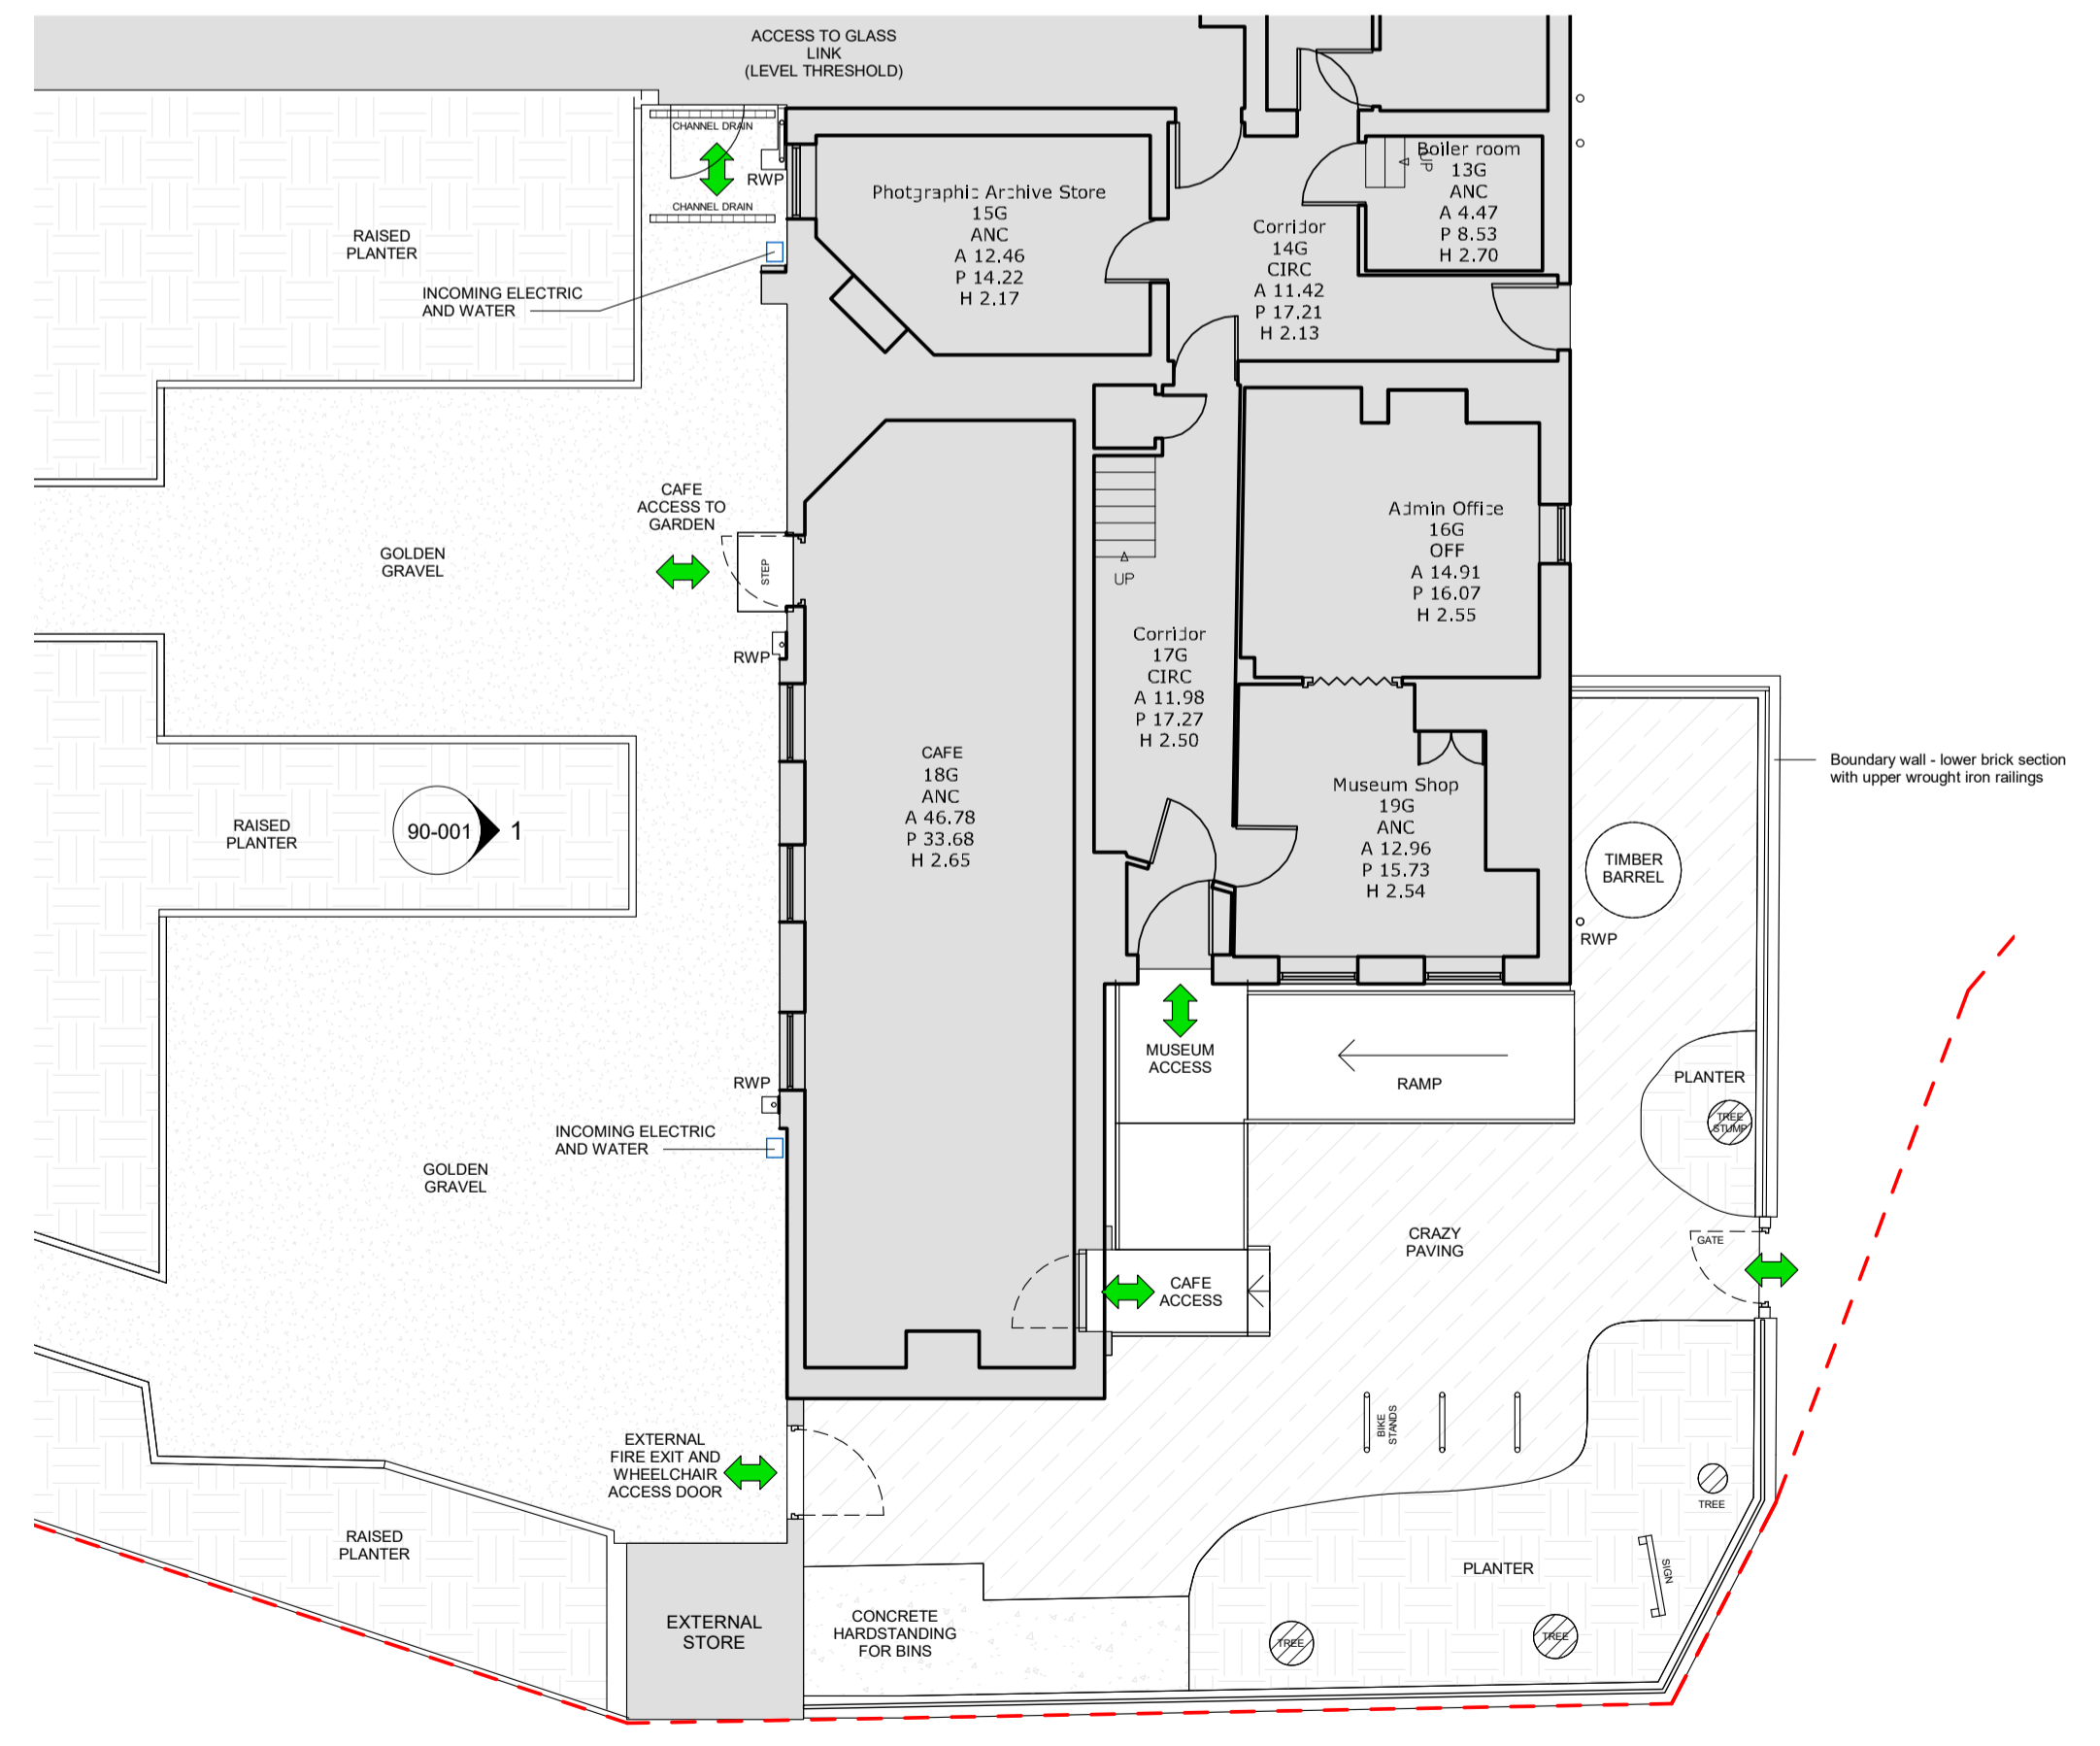 ACCESS TO GLASS
LINK
(LEVEL THRESHOLD)
CHANNEL DRAIN
RWP
CHANNEL DRAIN
RAISED
PLANTER
INCOMING ELECTRIC
AND WATER
Photgraphic Archive Store
15G
ANC
A 12.46
P 14.22
H 2.17
Boiler room
13G
ANC
A 4.47
P 8.53
H 2.70
UP
Corridor
14G
CIRC
A 11.42
P 17.21
H 2.13
CAFE
ACCESS TO
GARDEN
GOLDEN
GRAVEL
STEP
RWP
UP
Admin Office
16G
OFF
A 14.91
P 16.07
H 2.55
Corridor
17G
CIRC
A 11.98
P 17.27
H 2.50
CAFE
18G
ANC
A 46.78
P 33.68
H 2.65
Museum Shop
19G
ANC
A 12.96
P 15.73
H 2.54
Boundary wall - lower brick section
with upper wrought iron railings
RAISED
PLANTER
90-001
1
TIMBER
BARREL
RWP
MUSEUM
ACCESS
RAMP
PLANTER
TREE
STUMP
RWP
INCOMING ELECTRIC
AND WATER
GOLDEN
GRAVEL
CRAZY
PAVING
GATE
CAFE
ACCESS
BIKE
STANDS
EXTERNAL
FIRE EXIT AND
WHEELCHAIR
ACCESS DOOR
TREE
RAISED
PLANTER
PLANTER
SIGN
EXTERNAL
STORE
CONCRETE
HARDSTANDING
FOR BINS
TREE
TREE